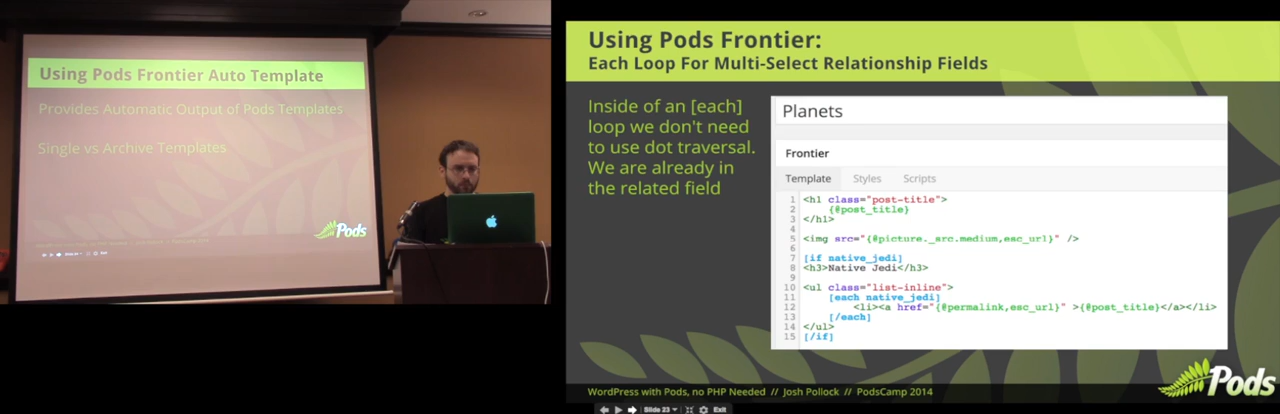 Using Pods Frontier Auto Template
Provides Automatic Output of Pods Templates
Single vs Archive Templates
Pods
Using Pods Frontier:
Each Loop For Multi-Select Relationship Fields
Inside of an [each]
loop we don't need
to use dot traversal.
We are already in
the related field
Planets
Frontier
Template Styles Scripts
1 <h1 class="post-title">
2 {@post_title}
3 </h1>
4
5 <img src="{@picture._src.medium,esc_url}" />
6
7 [if native_jedi]
8 <h3>Native Jedi</h3>
9
10 <ul class="list-inline">
11 [each native_jedi]
12 <li><a href="{@permalink,esc_url}" >{@post_title}</a></li>
13 [/each]
14 </ul>
15 [/if]
WordPress with Pods, no PHP Needed // Josh Pollock // PodsCamp 2014
Pods
Slide 23 Exit